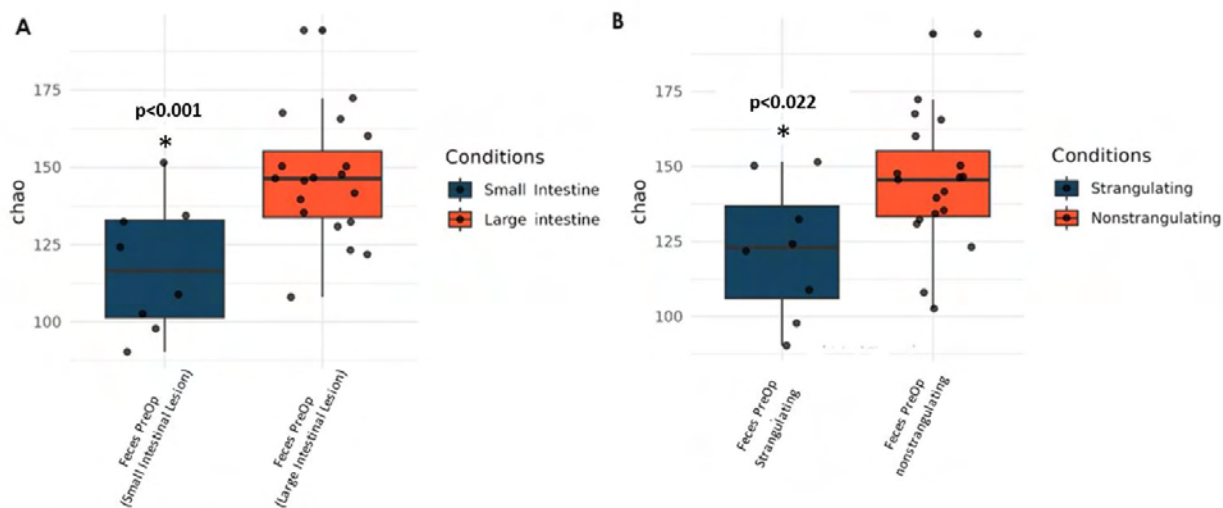 A
p<0.001
*
175
150
125
100
chao
Feces PreOp
(Small Intestinal Lesion)
Feces PreOp
(Large Intestinal Lesion)
Conditions
Small Intestine
Large intestine
B
p<0.022
*
175
150
125
100
chao
Feces PreOp
Strangulating
Feces PreOp
nonstrangulating
Conditions
Strangulating
Nonstrangulating